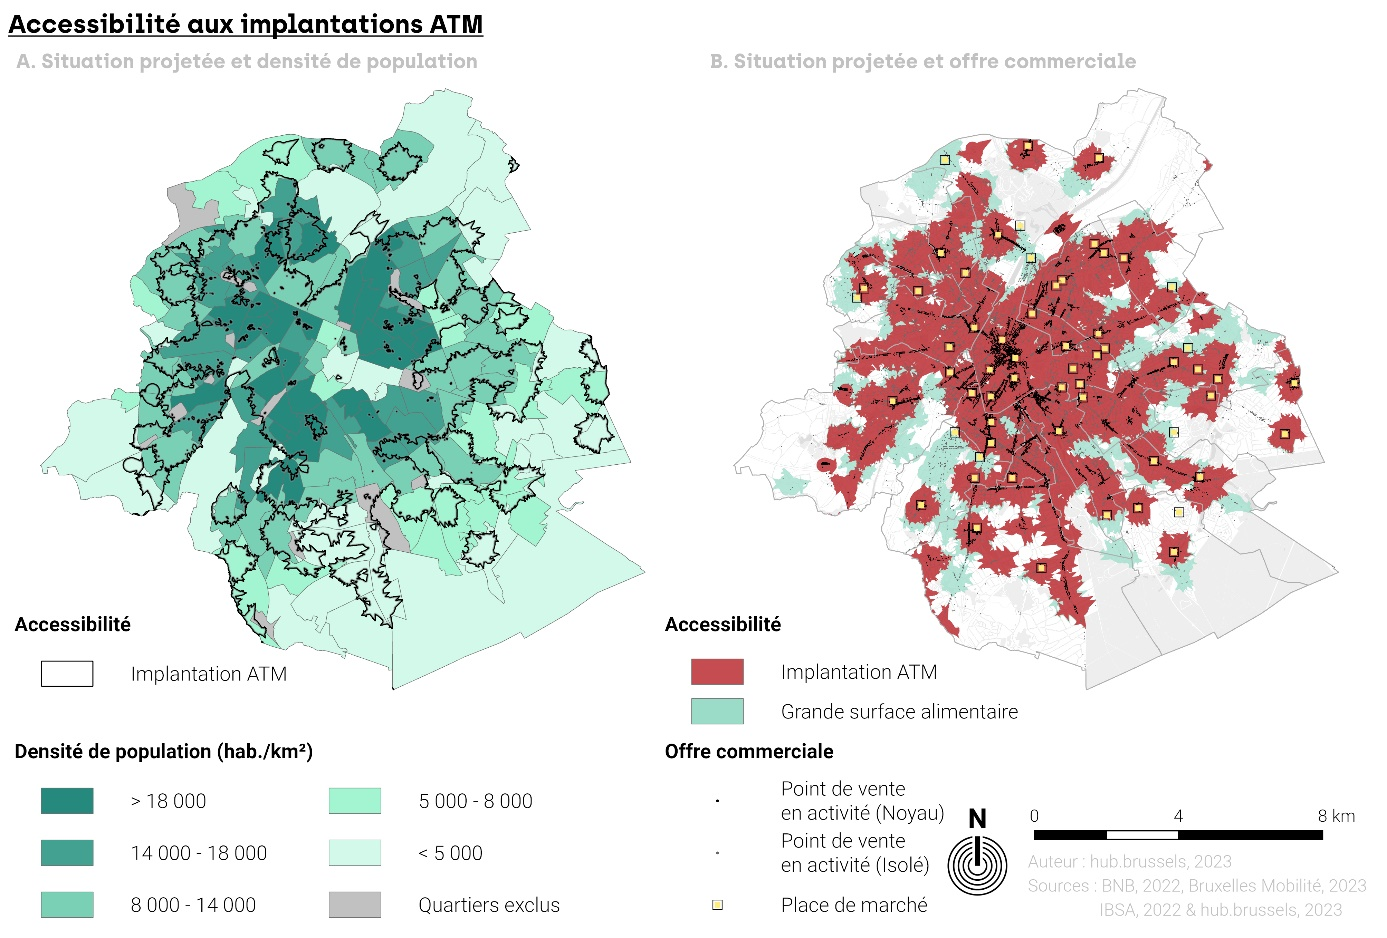 Accessibilité aux implantations ATM
A. Situation projetée et densité de population
B. Situation projetée et offre commerciale
Accessibilité
Implantation ATM
Densité de population (hab./km²)
> 18 000
14 000 - 18 000
8 000 - 14 000
5 000 - 8 000
< 5 000
Quartiers exclus
Accessibilité
Implantation ATM
Grande surface alimentaire
Offre commerciale
Point de vente
en activité (Noyau)
Point de vente
en activité (Isolé)
Place de marché
N
0 4 8 km
Auteur : hub.brussels, 2023
Sources : BNB, 2022, Bruxelles Mobilité, 2023
IBSA, 2022 & hub.brussels, 2023